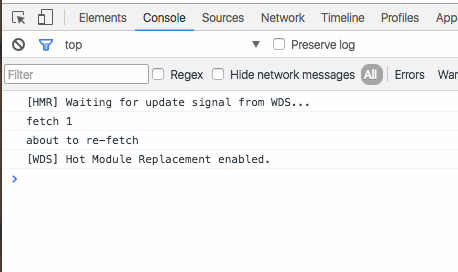 Elements Console Sources Network Timeline Profiles App
top Preserve log
Filter Regex Hide network messages All Errors War
[HMR] Waiting for update signal from WDS...
fetch 1
about to re-fetch
[WDS] Hot Module Replacement enabled.